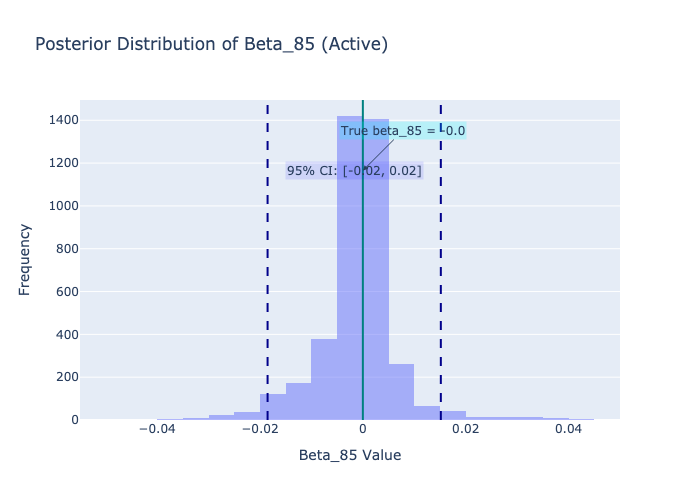 Posterior Distribution of Beta_85 (Active)
1400
1200
1000
800
600
400
200
0
True beta_85 = -0.0
95% CI: [-0.02, 0.02]
−0.04
−0.02
0
0.02
0.04
Frequency
Beta_85 Value